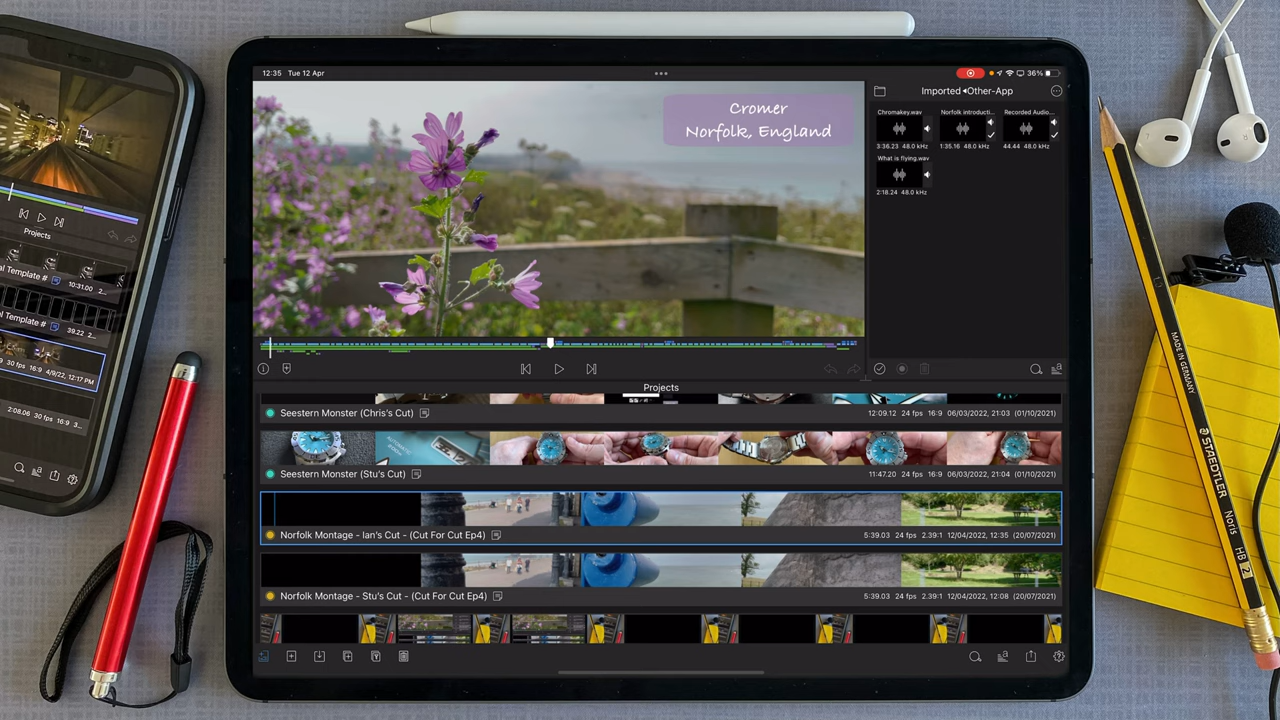 12:35 Tue 12 Apr
36%
Cromer
Norfolk, England
Imported Other-App
Chromakey.wav
3:36.23 48.0 kHz
Norfolk introducti...
1:35.16 48.0 kHz
Recorded Audio...
44.44 48.0 kHz
What is flying.wav
2:18.24 48.0 kHz
Projects
Seestern Monster (Chris's Cut)
12:09.12 24 fps 16:9 06/03/2022, 21:03 (01/10/2021)
Seestern Monster (Stu's Cut)
11:47.20 24 fps 16:9 06/03/2022, 21:04 (01/10/2021)
Norfolk Montage - Ian's Cut - (Cut For Cut Ep4)
5:39.03 24 fps 2.39:1 12/04/2022, 12:35 (20/07/2021)
Norfolk Montage - Stu's Cut - (Cut For Cut Ep4)
5:39.03 24 fps 2.39:1 12/04/2022, 12:08 (20/07/2021)
Projects
al Template #
10:31.00 2...
al Template #
39.22 2...
30 fps 16:9 4/9/22, 12:17 PM
2:08.06 30 fps 16:9 3...
MADE IN GERMANY
STAEDTLER
Noris
HB 2